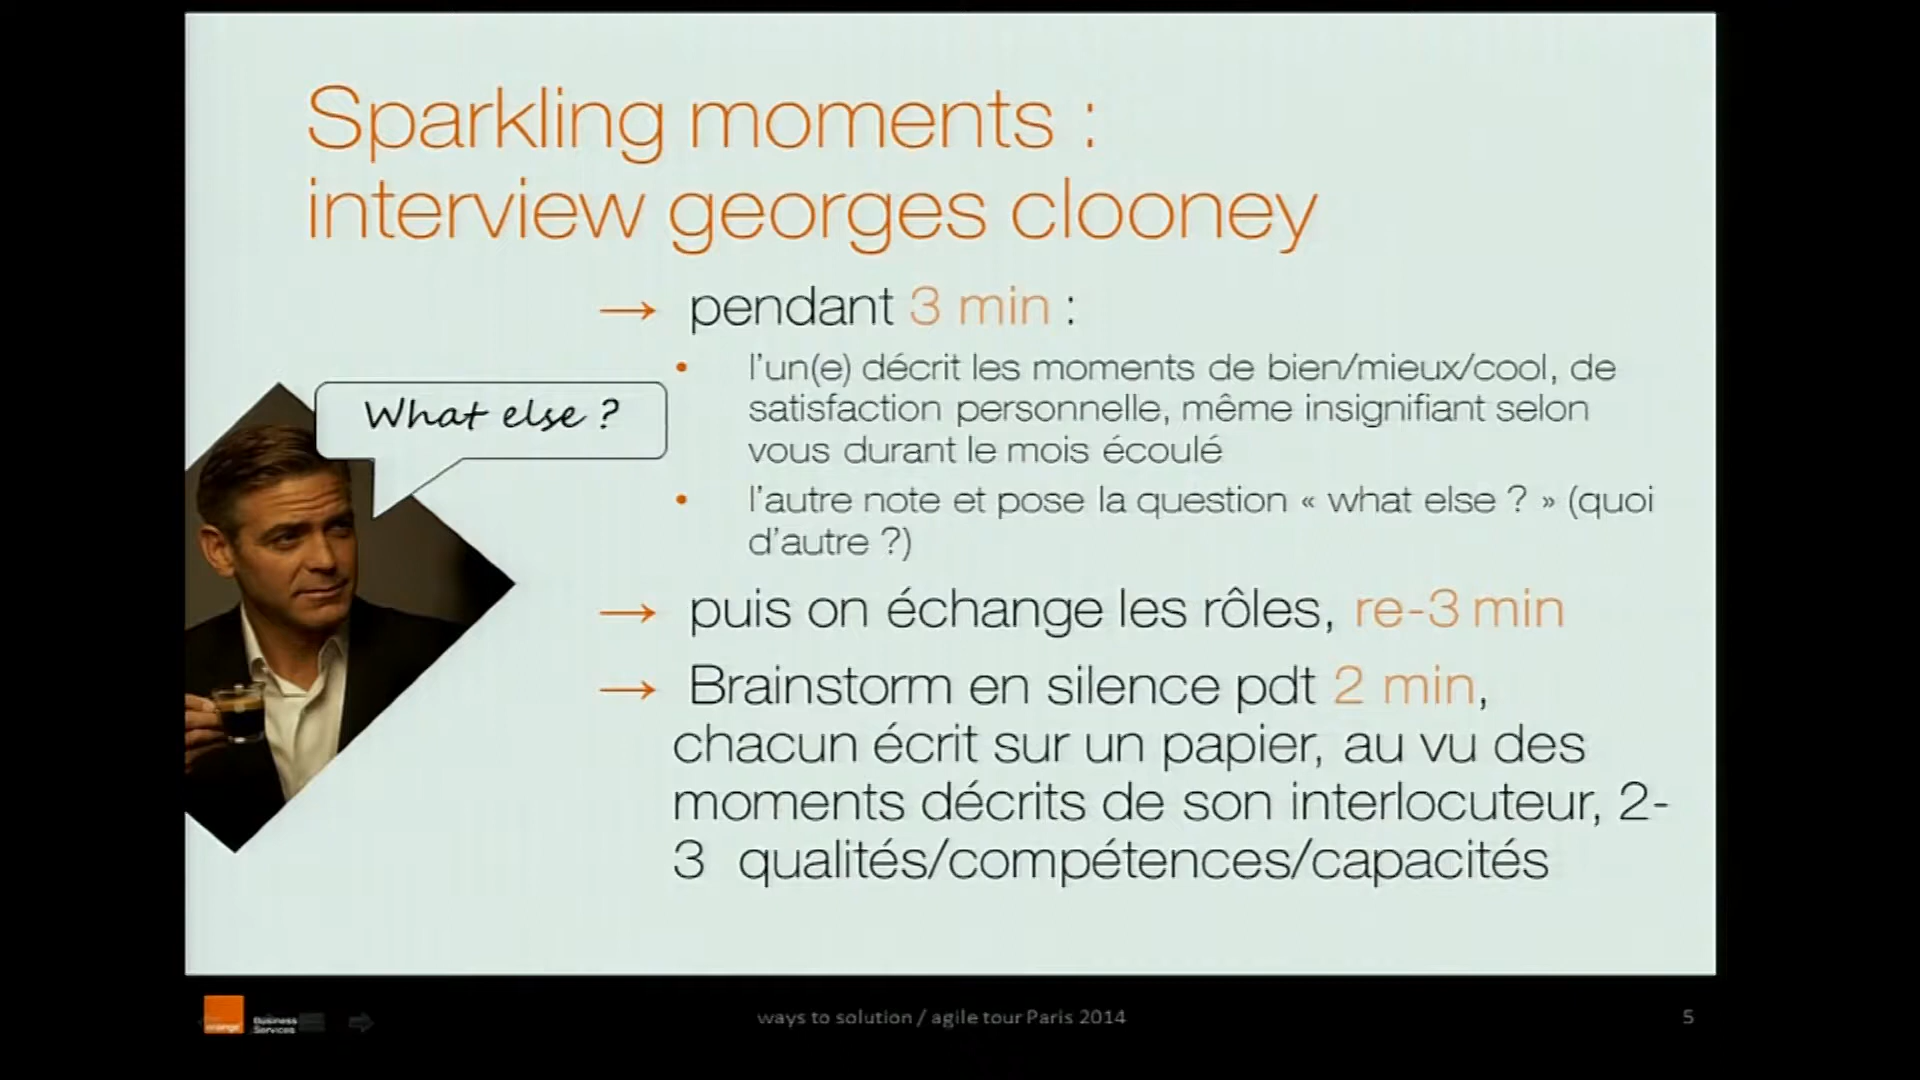 Sparkling moments :
interview georges clooney
→ pendant 3 min :
• l'un(e) décrit les moments de bien/mieux/cool, de
satisfaction personnelle, même insignifiant selon
vous durant le mois écoulé
• l'autre note et pose la question « what else ? » (quoi
d'autre ?)
What else ?
→ puis on échange les rôles, re-3 min
→ Brainstorm en silence pdt 2 min,
chacun écrit sur un papier, au vu des
moments décrits de son interlocuteur, 2-
3 qualités/compétences/capacités
orange
Business
Services
ways to solution / agile tour Paris 2014
5